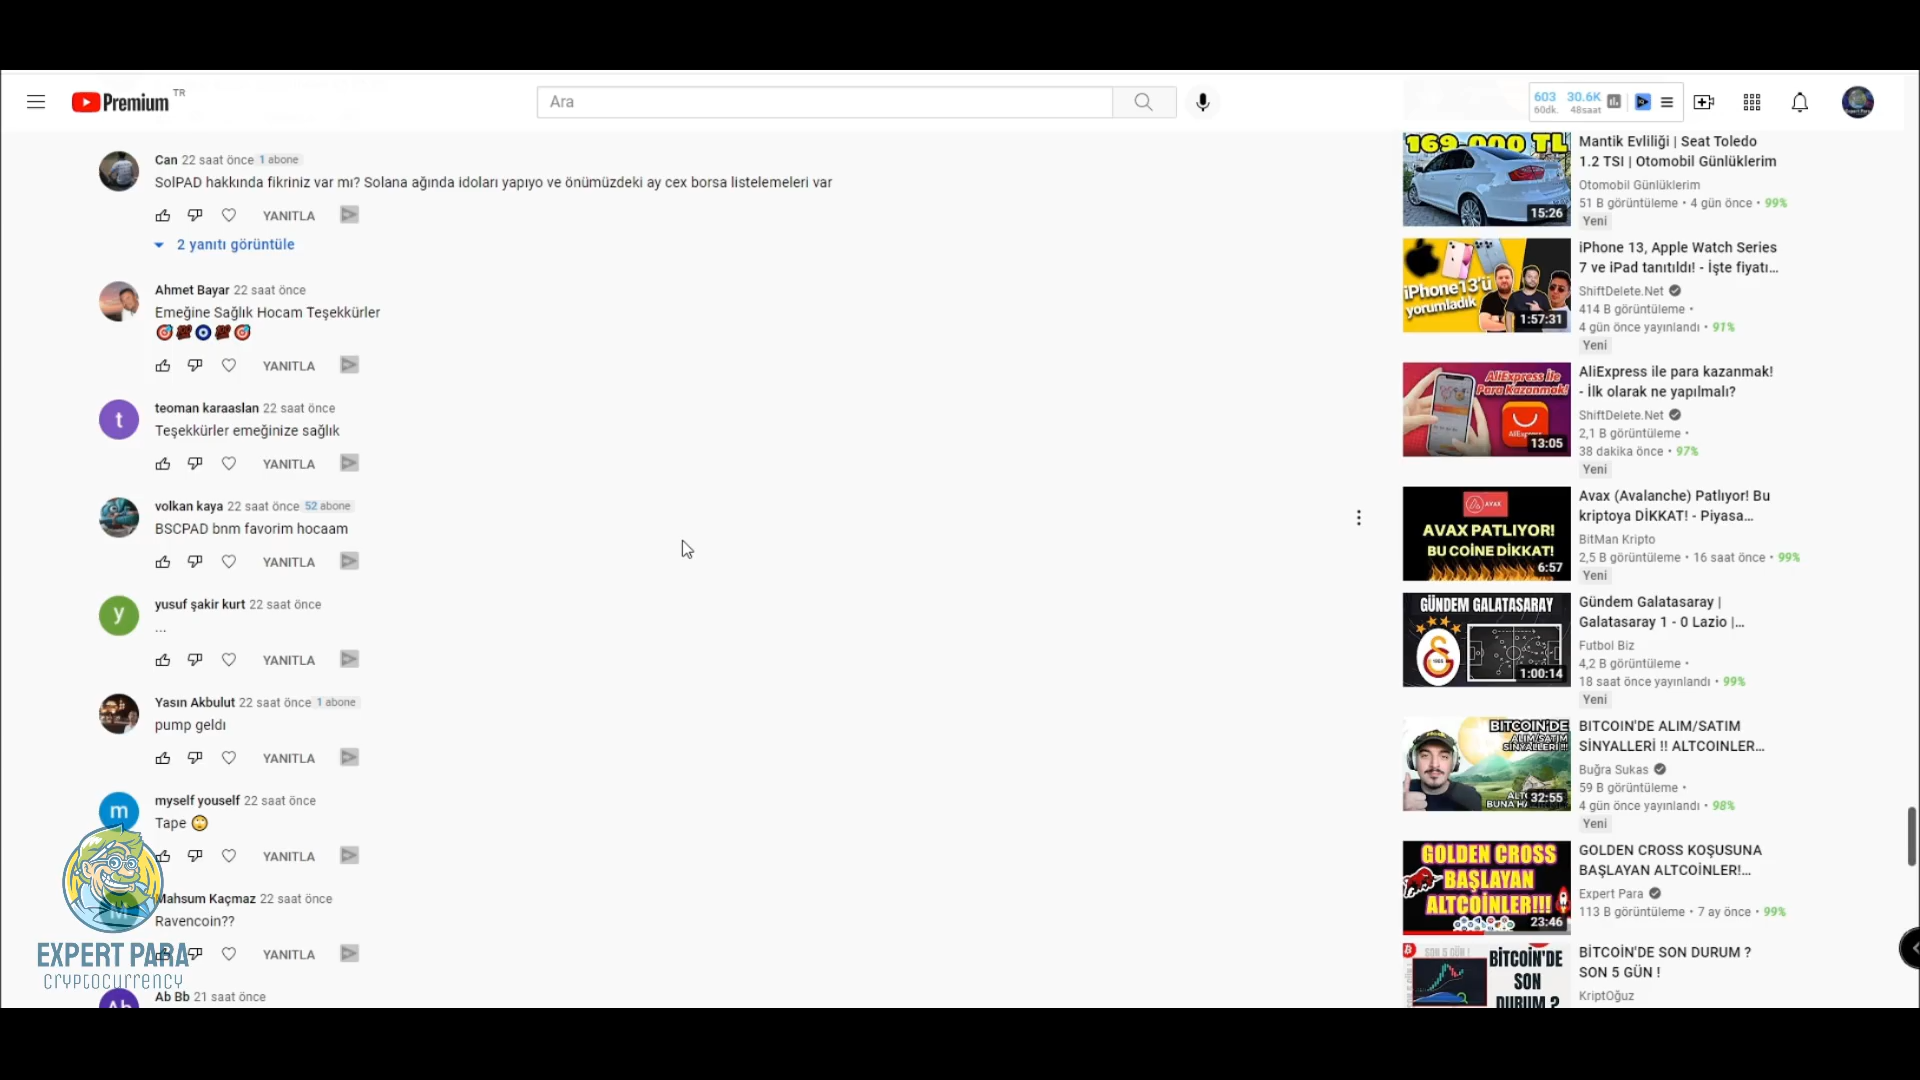 Premium TR
Ara
603 30.6K
60dk. 48saat
Can 22 saat önce 1 abone
SolPAD hakkında fikriniz var mı? Solana ağında idoları yapıyo ve önümüzdeki ay cex borsa listelemeleri var
YANITLA
2 yanıtı görüntüle
Ahmet Bayar 22 saat önce
Emeğine Sağlık Hocam Teşekkürler
YANITLA
teoman karaaslan 22 saat önce
t
Teşekkürler emeğinize sağlık
YANITLA
volkan kaya 22 saat önce 52 abone
BSCPAD bnm favorim hocaam
YANITLA
yusuf şakir kurt 22 saat önce
y
...
YANITLA
Yasın Akbulut 22 saat önce 1 abone
pump geldı
YANITLA
myself youself 22 saat önce
m
Tape
YANITLA
Mahsum Kaçmaz 22 saat önce
M
Ravencoin??
YANITLA
EXPERT PARA
CRYPTOCURRENCY
Ab Bb 21 saat önce
Ab
169.000 TL
15:26
Mantik Evliliği | Seat Toledo
1.2 TSI | Otomobil Günlüklerim
Otomobil Günlüklerim
51 B görüntüleme • 4 gün önce • 99%
Yeni
iPhone 13'ü
yorumladık
1:57:31
iPhone 13, Apple Watch Series
7 ve iPad tanıtıldı! - İşte fiyatı...
ShiftDelete.Net
414 B görüntüleme •
4 gün önce yayınlandı • 91%
Yeni
AliExpress ile
Para Kazanmak!
13:05
AliExpress ile para kazanmak!
- İlk olarak ne yapılmalı?
ShiftDelete.Net
2,1 B görüntüleme •
38 dakika önce • 97%
Yeni
AVAX
AVAX PATLIYOR!
BU COİNE DİKKAT!
6:57
Avax (Avalanche) Patlıyor! Bu
kriptoya DİKKAT! - Piyasa...
BitMan Kripto
2,5 B görüntüleme • 16 saat önce • 99%
Yeni
GÜNDEM GALATASARAY
1:00:14
Gündem Galatasaray |
Galatasaray 1 - 0 Lazio |...
Futbol Biz
4,2 B görüntüleme •
18 saat önce yayınlandı • 99%
Yeni
BITCOIN'DE
ALIM/SATIM
SİNYALLERİ !!!
32:55
BITCOIN'DE ALIM/SATIM
SİNYALLERİ !! ALTCOINLER...
Buğra Sukas
59 B görüntüleme •
4 gün önce yayınlandı • 98%
Yeni
GOLDEN CROSS
BAŞLAYAN
ALTCOİNLER!!!
23:46
GOLDEN CROSS KOŞUSUNA
BAŞLAYAN ALTCOİNLER!...
Expert Para
113 B görüntüleme • 7 ay önce • 99%
SON 5 GÜN !
BİTCOİN'DE
SON
DURUM ?
BİTCOİN'DE SON DURUM ?
SON 5 GÜN !
KriptOğuz